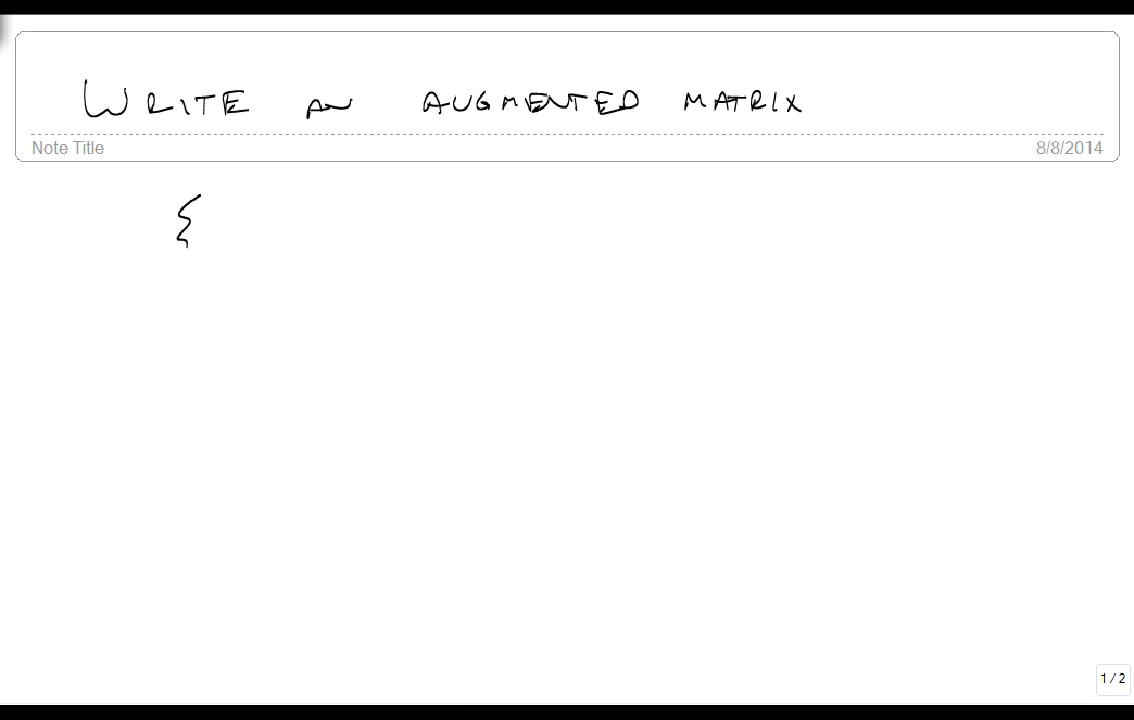 WRITE AN AUGMENTED MATRIX
Note Title 8/8/2014
{
1/2